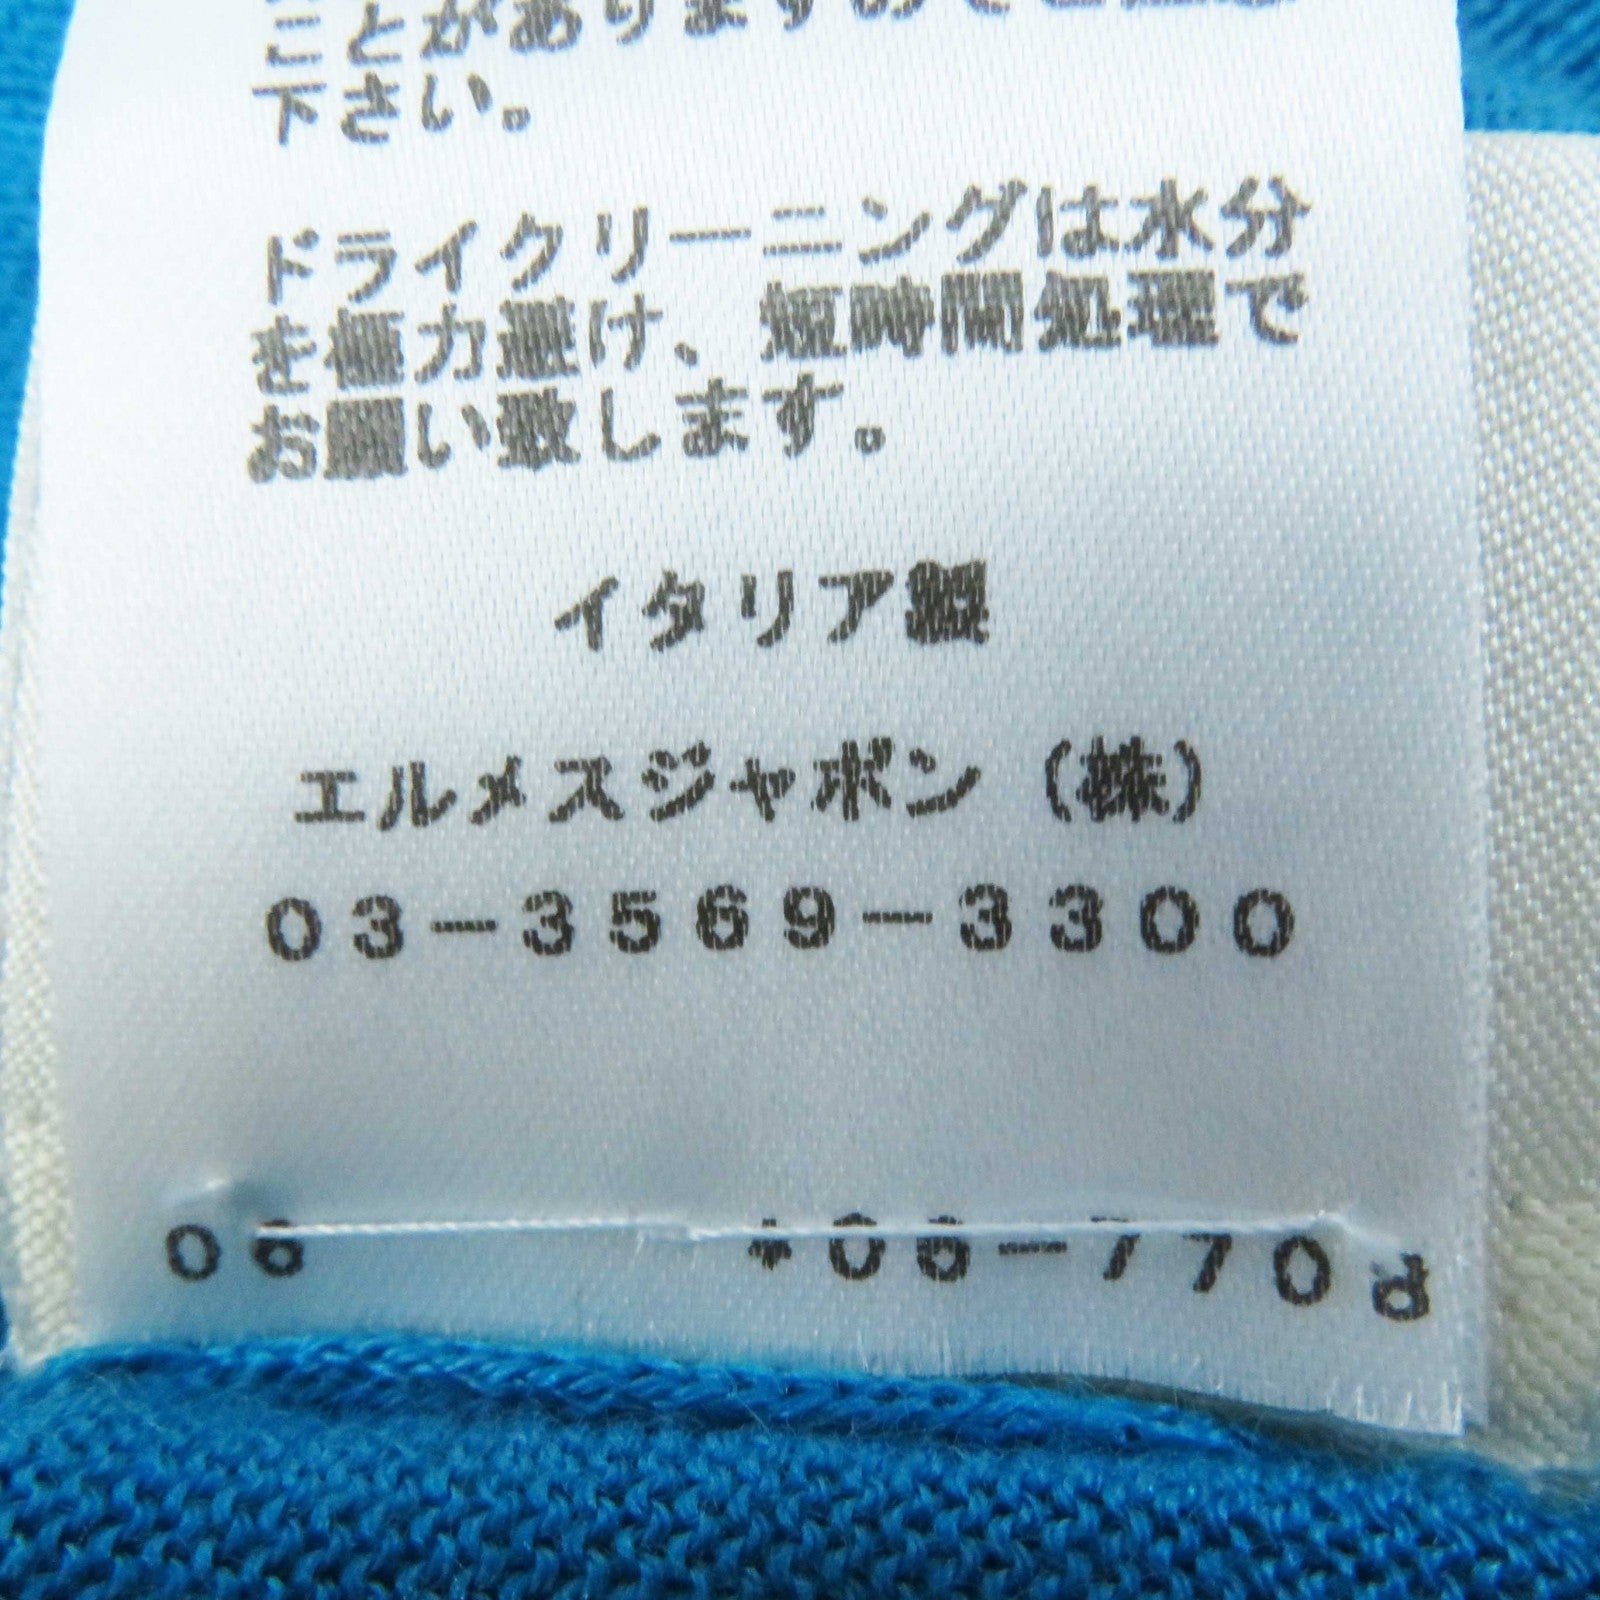 ことがありますのでご注意
下さい。
ドライクリーニングは水分
を極力避け、短時間処理で
お願い致します。
イタリア製
エルメスジャポン（株）
03-3569-3300
06 *06-770d